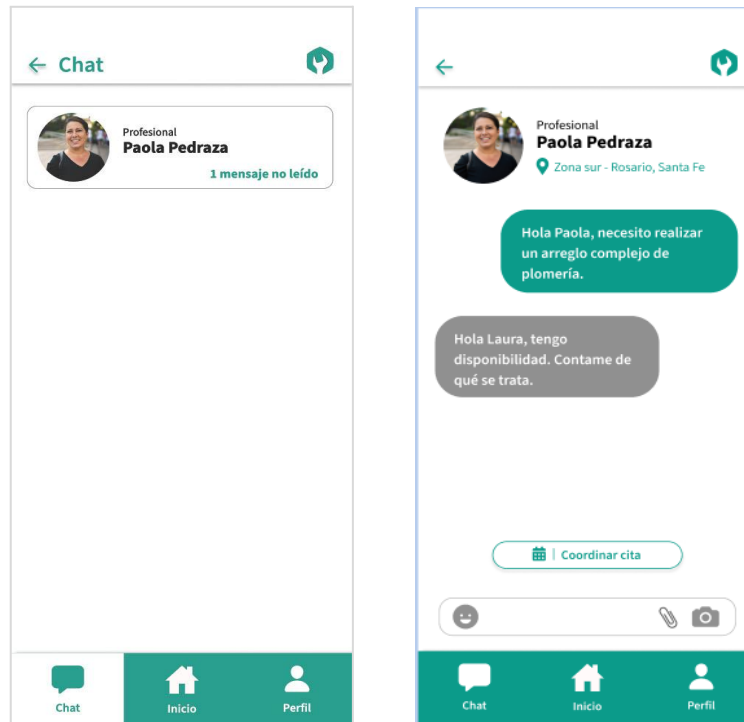 Chat
Profesional
Paola Pedraza
1 mensaje no leído
Chat
Inicio
Perfil
Profesional
Paola Pedraza
Zona sur - Rosario, Santa Fe
Hola Paola, necesito realizar
un arreglo complejo de
plomería.
Hola Laura, tengo
disponibilidad. Contame de
qué se trata.
Coordinar cita
Chat
Inicio
Perfil